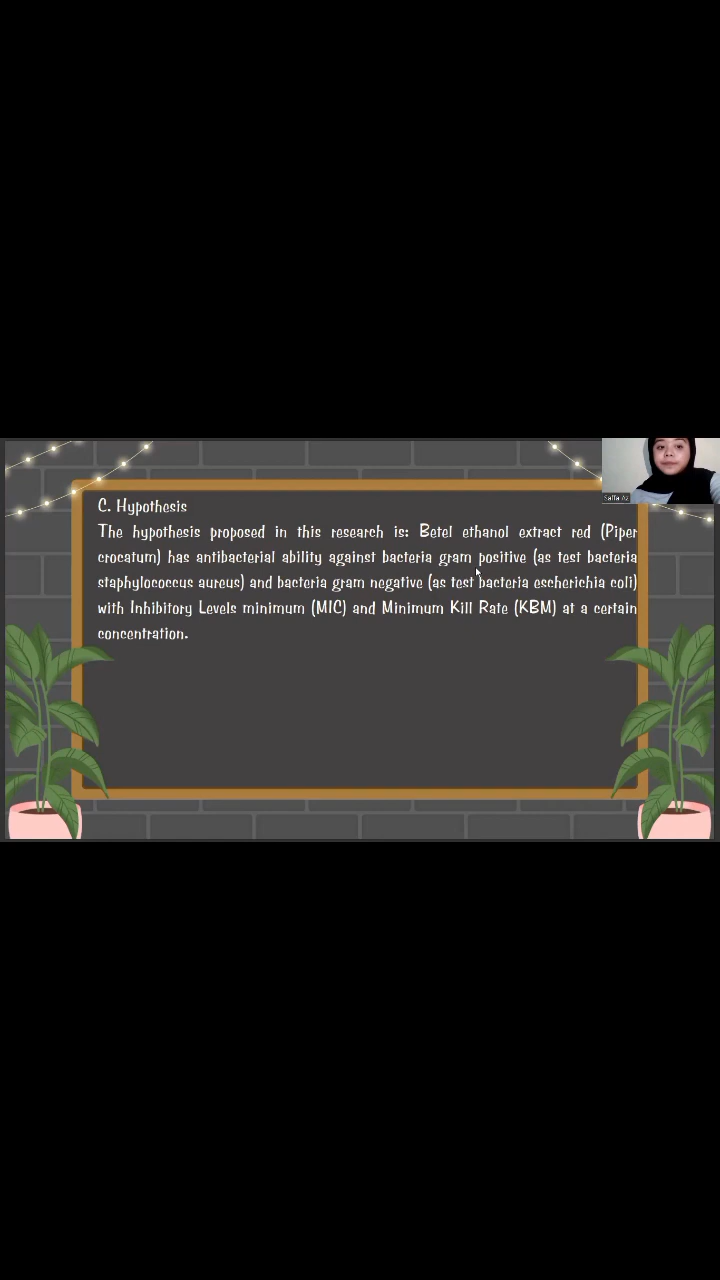 C. Hypothesis
The hypothesis proposed in this research is: Betel ethanol extract red (Piper
crocatum) has antibacterial ability against bacteria gram positive (as test bacteria
staphylococcus aureus) and bacteria gram negative (as test bacteria escherichia coli)
with Inhibitory Levels minimum (MIC) and Minimum Kill Rate (KBM) at a certain
concentration.
Saffa Az